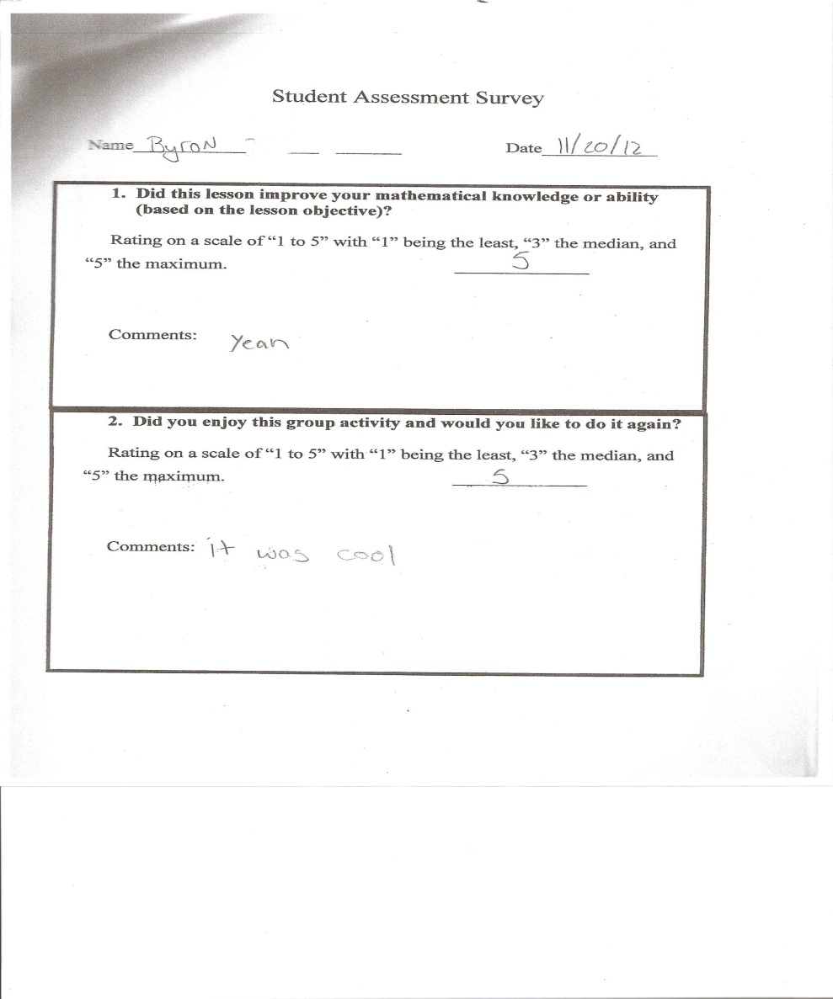 Student Assessment Survey
Name Byron Date 11/20/12
1. Did this lesson improve your mathematical knowledge or ability
(based on the lesson objective)?
Rating on a scale of “1 to 5” with “1” being the least, “3” the median, and
“5” the maximum. 5
Comments: Yeah
2. Did you enjoy this group activity and would you like to do it again?
Rating on a scale of “1 to 5” with “1” being the least, “3” the median, and
“5” the maximum. 5
Comments: it was cool